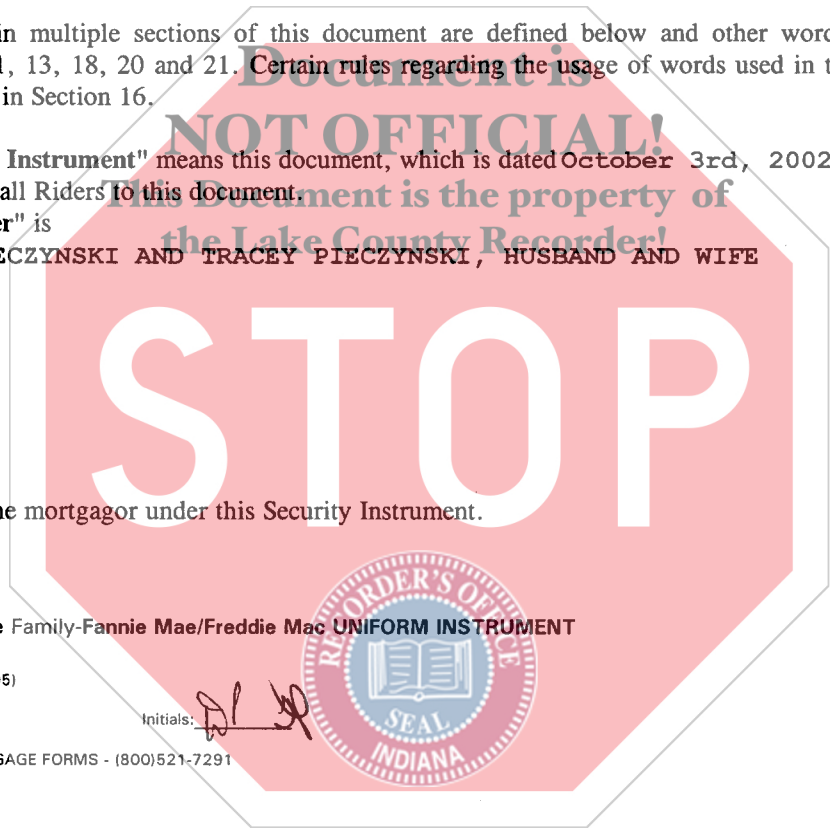 in multiple sections of this document are defined below and other word
, 13, 18, 20 and 21. Certain rules regarding the usage of words used in t
in Section 16.
Document is
NOT OFFICIAL!
Instrument" means this document, which is dated October 3rd, 2002
all Riders to this document.
This Document is the property of
the Lake County Recorder!
r" is
ECZYNSKI AND TRACEY PIECZYNSKI, HUSBAND AND WIFE
STOP
e mortgagor under this Security Instrument.
Family-Fannie Mae/Freddie Mac UNIFORM INSTRUMENT
5)
Initials:
GAGE FORMS - (800)521-7291
RECORDER'S OFFICE
SEAL
INDIANA